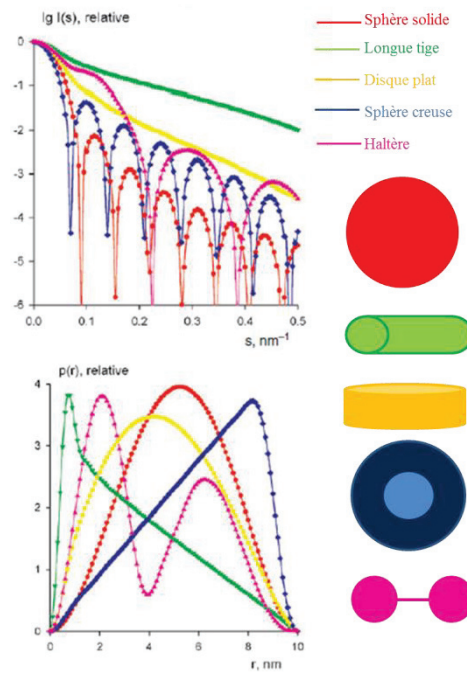 lg I(s), relative
0
-1
-2
-3
-4
-5
-6
0.0 0.1 0.2 0.3 0.4 0.5
s, nm⁻¹
Sphère solide
Longue tige
Disque plat
Sphère creuse
Haltère
p(r), relative
4
3
2
1
0
0 2 4 6 8 10
r, nm